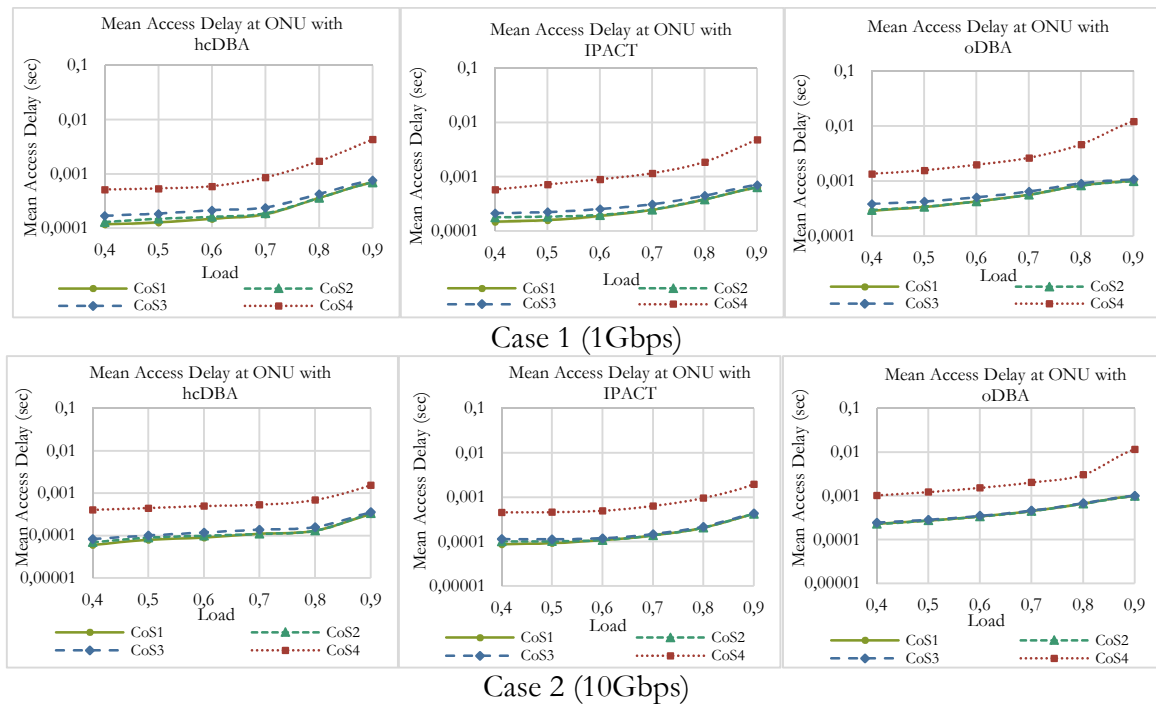 Mean Access Delay at ONU with
hcDBA
Mean Access Delay (sec)
0,1
0,01
0,001
0,0001
0,4 0,5 0,6 0,7 0,8 0,9
Load
CoS1 CoS2
CoS3 CoS4
Mean Access Delay at ONU with
IPACT
Mean Access Delay (sec)
0,1
0,01
0,001
0,0001
0,4 0,5 0,6 0,7 0,8 0,9
Load
CoS1 CoS2
CoS3 CoS4
Mean Access Delay at ONU with
oDBA
Mean Access Delay (sec)
0,1
0,01
0,001
0,0001
0,4 0,5 0,6 0,7 0,8 0,9
Load
CoS1 CoS2
CoS3 CoS4
Case 1 (1Gbps)
Mean Access Delay at ONU with
hcDBA
Mean Access Delay (sec)
0,1
0,01
0,001
0,0001
0,00001
0,4 0,5 0,6 0,7 0,8 0,9
Load
CoS1 CoS2
CoS3 CoS4
Mean Access Delay at ONU with
IPACT
Mean Access Delay (sec)
0,1
0,01
0,001
0,0001
0,00001
0,4 0,5 0,6 0,7 0,8 0,9
Load
CoS1 CoS2
CoS3 CoS4
Mean Access Delay at ONU with
oDBA
Mean Access Delay (sec)
0,1
0,01
0,001
0,0001
0,00001
0,4 0,5 0,6 0,7 0,8 0,9
Load
CoS1 CoS2
CoS3 CoS4
Case 2 (10Gbps)